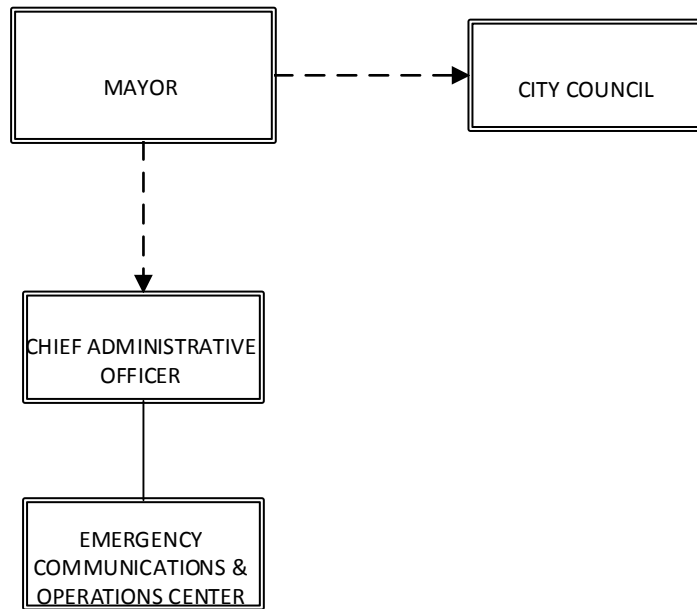 MAYOR
CITY COUNCIL
CHIEF ADMINISTRATIVE
OFFICER
EMERGENCY
COMMUNICATIONS &
OPERATIONS CENTER